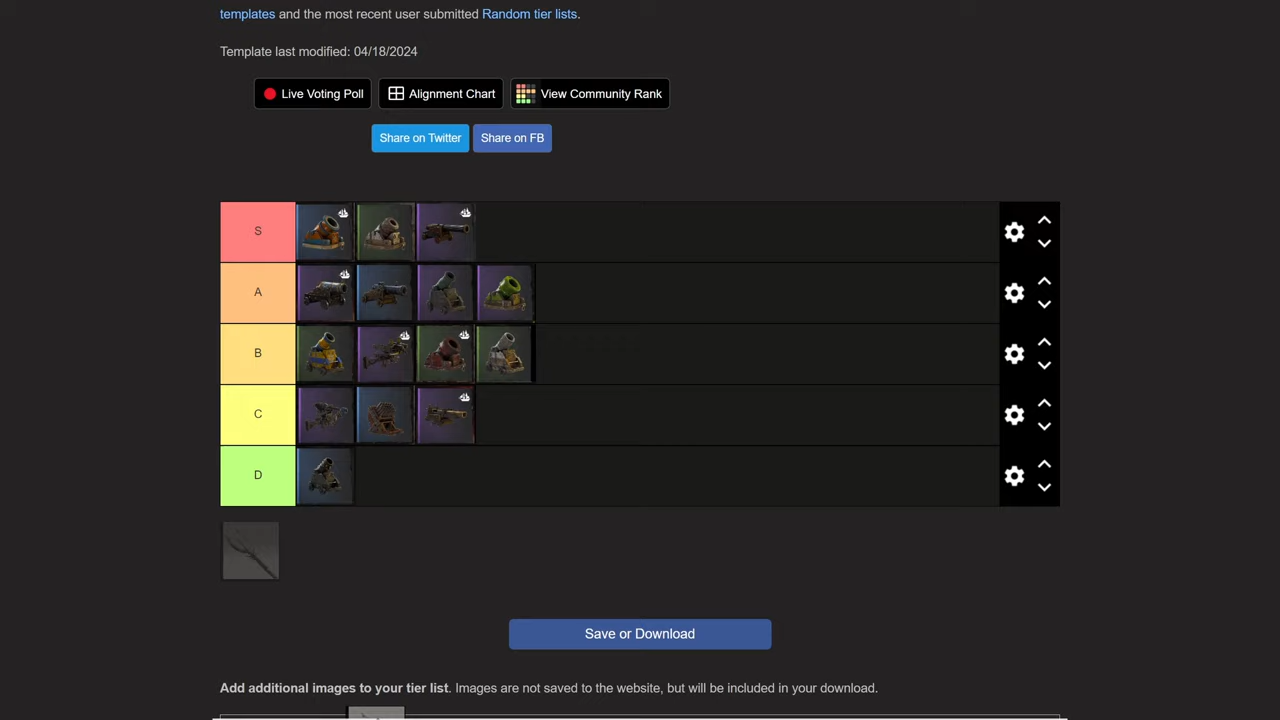 templates and the most recent user submitted Random tier lists.
Template last modified: 04/18/2024
Live Voting Poll
Alignment Chart
View Community Rank
Share on Twitter
Share on FB
S
A
B
C
D
Save or Download
Add additional images to your tier list. Images are not saved to the website, but will be included in your download.